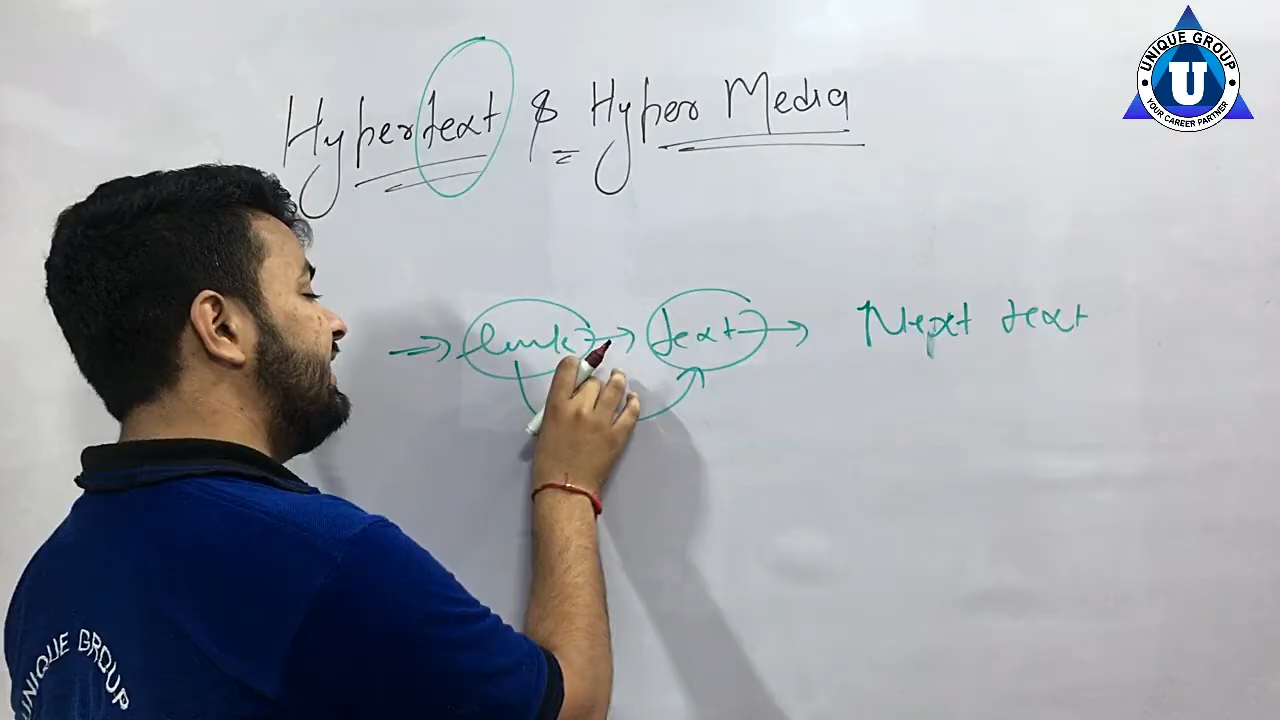 Hypertext & Hyper Media
→ link → text → Next text
UNIQUE GROUP
U
YOUR CAREER PARTNER
UNIQUE GROUP